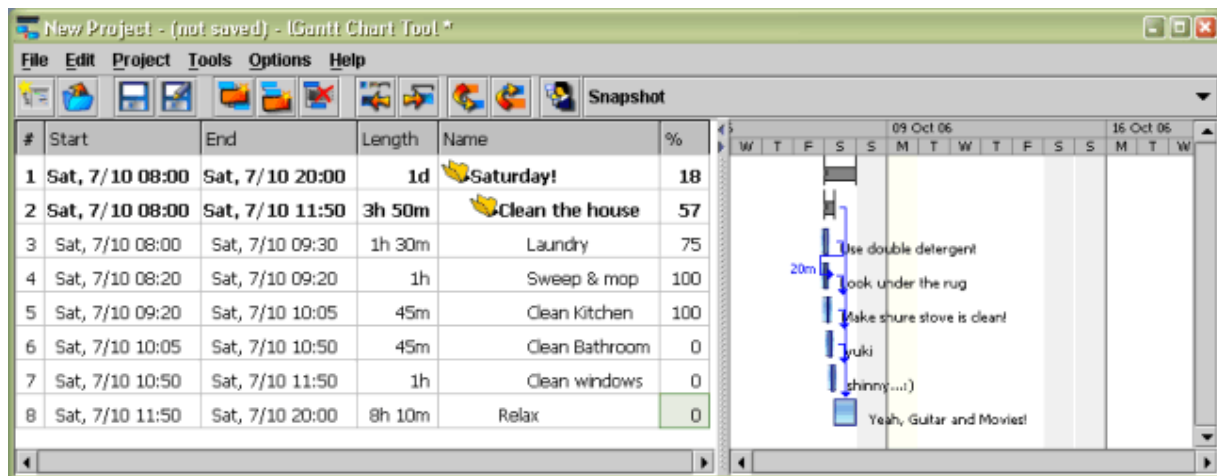 New Project - (not saved) - IGantt Chart Tool *
File Edit Project Tools Options Help
Snapshot
# Start End Length Name %
1 Sat, 7/10 08:00 Sat, 7/10 20:00 1d Saturday! 18
2 Sat, 7/10 08:00 Sat, 7/10 11:50 3h 50m Clean the house 57
3 Sat, 7/10 08:00 Sat, 7/10 09:30 1h 30m Laundry 75
4 Sat, 7/10 08:20 Sat, 7/10 09:20 1h Sweep & mop 100
5 Sat, 7/10 09:20 Sat, 7/10 10:05 45m Clean Kitchen 100
6 Sat, 7/10 10:05 Sat, 7/10 10:50 45m Clean Bathroom 0
7 Sat, 7/10 10:50 Sat, 7/10 11:50 1h Clean windows 0
8 Sat, 7/10 11:50 Sat, 7/10 20:00 8h 10m Relax 0
09 Oct 06 16 Oct 06
W T F S S M T W T F S S M T W
Use double detergent
20m
Look under the rug
Make shure stove is clean!
yuki
shinny...:)
Yeah, Guitar and Movies!